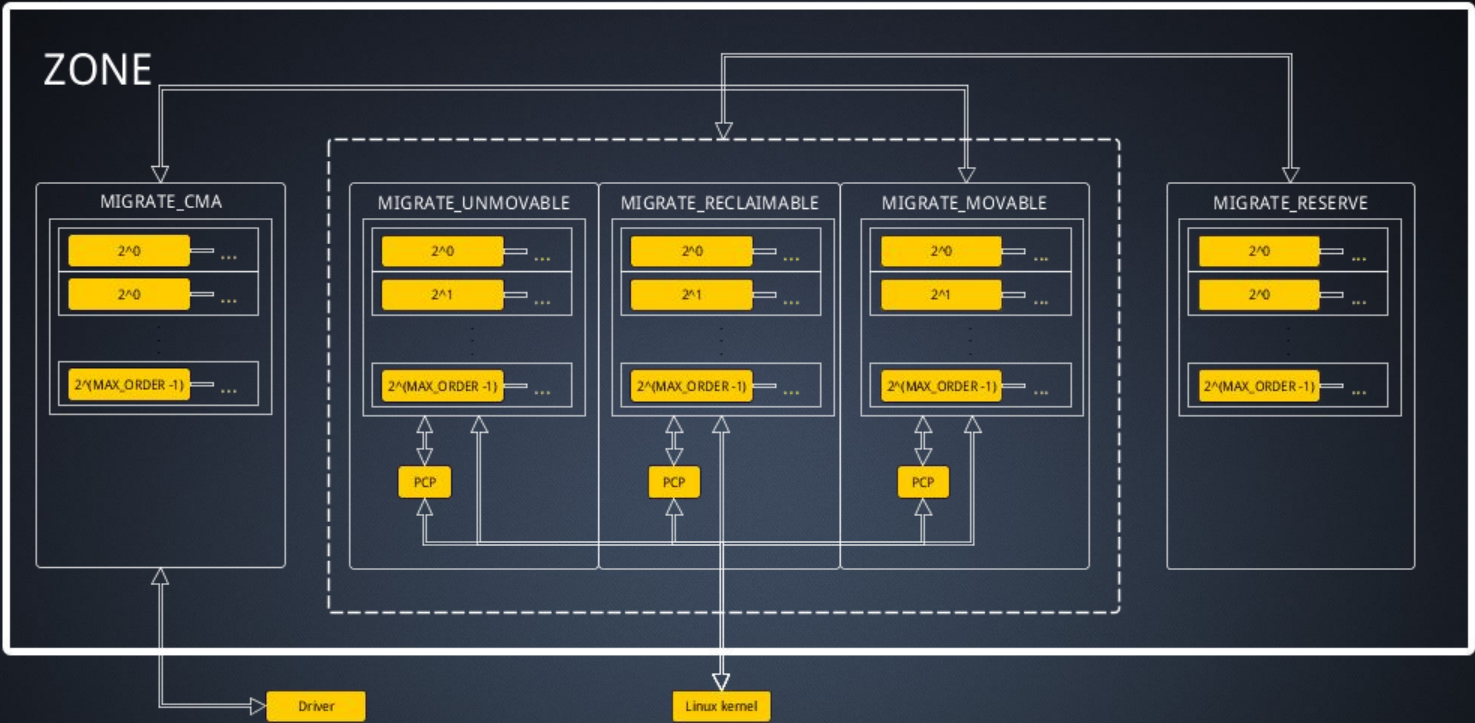 ZONE
MIGRATE_CMA
2^0 ...
2^0 ...
2^(MAX_ORDER -1) ...
MIGRATE_UNMOVABLE
2^0 ...
2^1 ...
2^(MAX_ORDER -1) ...
PCP
MIGRATE_RECLAIMABLE
2^0 ...
2^1 ...
2^(MAX_ORDER -1) ...
PCP
MIGRATE_MOVABLE
2^0 ...
2^1 ...
2^(MAX_ORDER -1) ...
PCP
MIGRATE_RESERVE
2^0 ...
2^0 ...
2^(MAX_ORDER -1) ...
Driver
Linux kernel